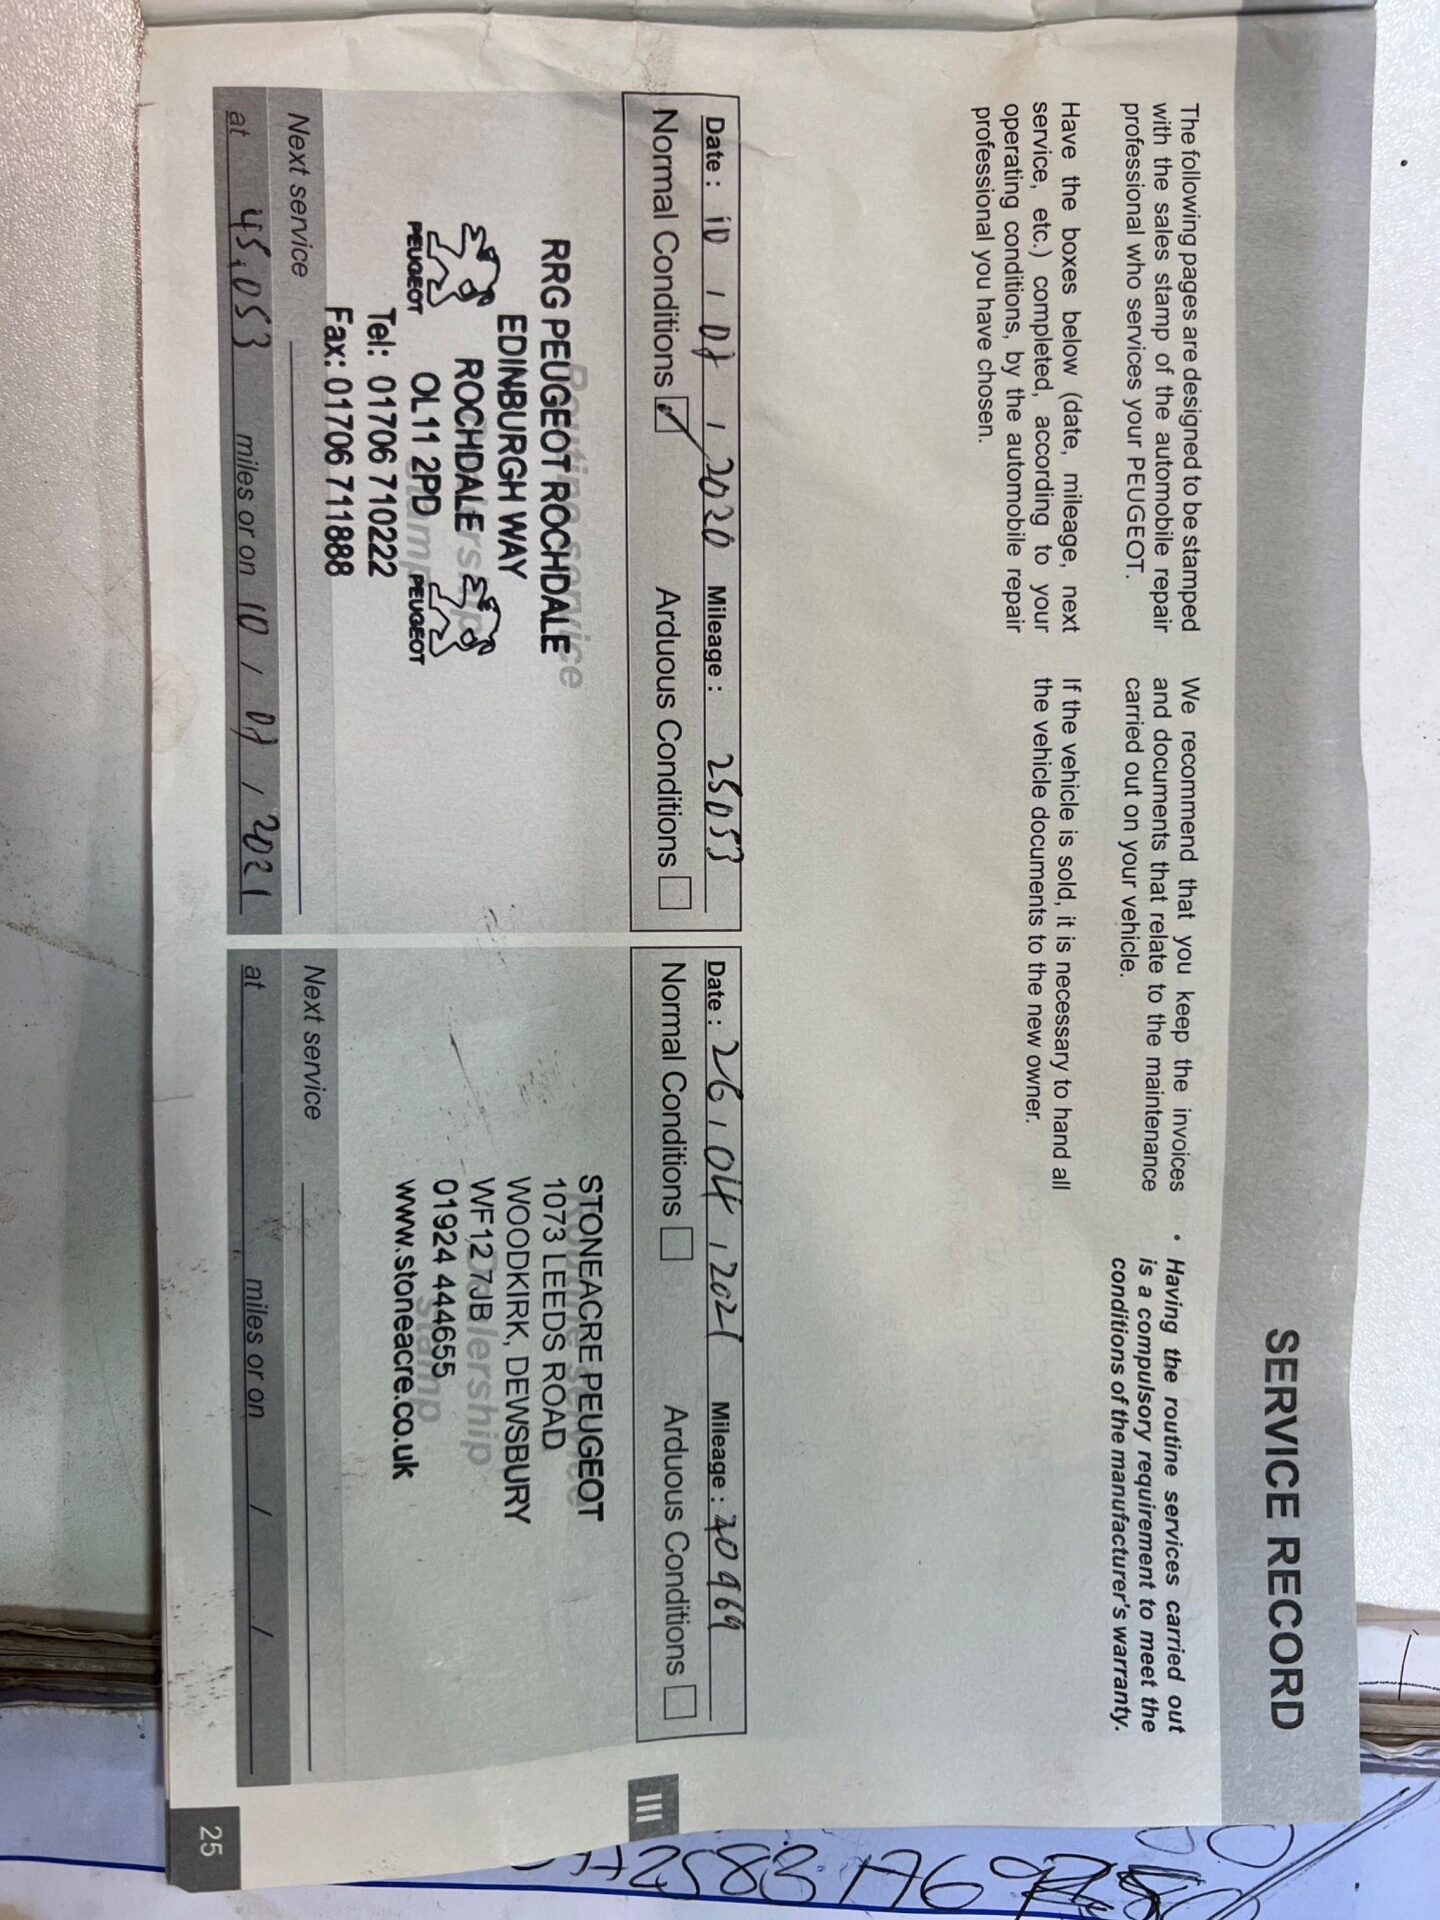 SERVICE RECORD
The following pages are designed to be stamped
with the sales stamp of the automobile repair
professional who services your PEUGEOT.
Have the boxes below (date, mileage, next
service, etc.) completed, according to your
operating conditions, by the automobile repair
professional you have chosen.
We recommend that you keep the invoices
and documents that relate to the maintenance
carried out on your vehicle.
If the vehicle is sold, it is necessary to hand all
the vehicle documents to the new owner.
• Having the routine services carried out
is a compulsory requirement to meet the
conditions of the manufacturer's warranty.
Date : 10 / 07 / 2020 Mileage : 25053
Normal Conditions Arduous Conditions
Routine service
RRG PEUGEOT ROCHDALE
EDINBURGH WAY
ROCHDALE
PEUGEOT OL11 2PD PEUGEOT
Tel: 01706 710222
Fax: 01706 711888
Next service
at 45,053 miles or on 10 / 07 / 2021
Date : 26 / 04 / 2021 Mileage :
Normal Conditions Arduous Conditions
STONEACRE PEUGEOT
1073 LEEDS ROAD
WOODKIRK, DEWSBURY
WF12 7JB
01924 444655
stamp
www.stoneacre.co.uk
Next service
at miles or on / /
III
25